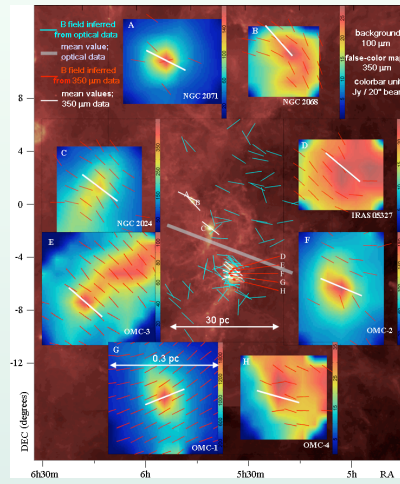 B field inferred
from optical data
mean value;
optical data
B field inferred
from 350 µm data
mean values;
350 µm data
A
NGC 2071
B
NGC 2068
background
100 µm
false-color map
350 µm
colorbar unit
Jy / 20" beam
C
NGC 2024
D
IRAS 05327
E
OMC-3
F
OMC-2
G
0.3 pc
OMC-1
H
OMC-4
A
B
C
D
E
F
G
H
30 pc
8
4
0
-4
-8
-12
DEC (degrees)
6h30m
6h
5h30m
5h
RA